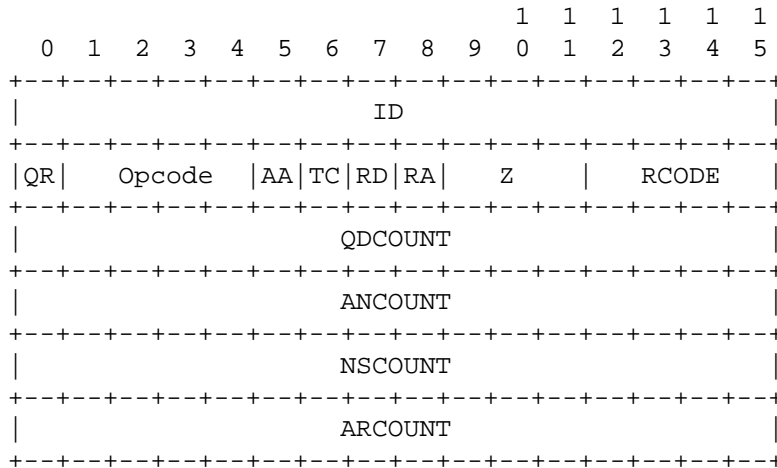 1  1  1  1  1  1
  0  1  2  3  4  5  6  7  8  9  0  1  2  3  4  5
+--+--+--+--+--+--+--+--+--+--+--+--+--+--+--+--+
|                      ID                       |
+--+--+--+--+--+--+--+--+--+--+--+--+--+--+--+--+
|QR|   Opcode  |AA|TC|RD|RA|   Z    |   RCODE   |
+--+--+--+--+--+--+--+--+--+--+--+--+--+--+--+--+
|                    QDCOUNT                    |
+--+--+--+--+--+--+--+--+--+--+--+--+--+--+--+--+
|                    ANCOUNT                    |
+--+--+--+--+--+--+--+--+--+--+--+--+--+--+--+--+
|                    NSCOUNT                    |
+--+--+--+--+--+--+--+--+--+--+--+--+--+--+--+--+
|                    ARCOUNT                    |
+--+--+--+--+--+--+--+--+--+--+--+--+--+--+--+--+